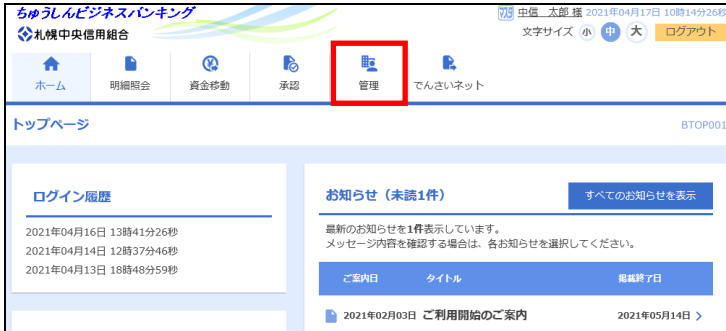 ちゅうしんビジネスバンキング
中信 太郎 様 2021年04月17日 10時14分26秒
札幌中央信用組合
文字サイズ 小 中 大 ログアウト
ホーム 明細照会 資金移動 承認 管理 でんさいネット
トップページ BTOP001
ログイン履歴
2021年04月16日 13時41分26秒
2021年04月14日 12時37分46秒
2021年04月13日 18時48分59秒
お知らせ（未読1件） すべてのお知らせを表示
最新のお知らせを1件表示しています。
メッセージ内容を確認する場合は、各お知らせを選択してください。
ご案内日 タイトル 掲載終了日
2021年02月03日 ご利用開始のご案内 2021年05月14日